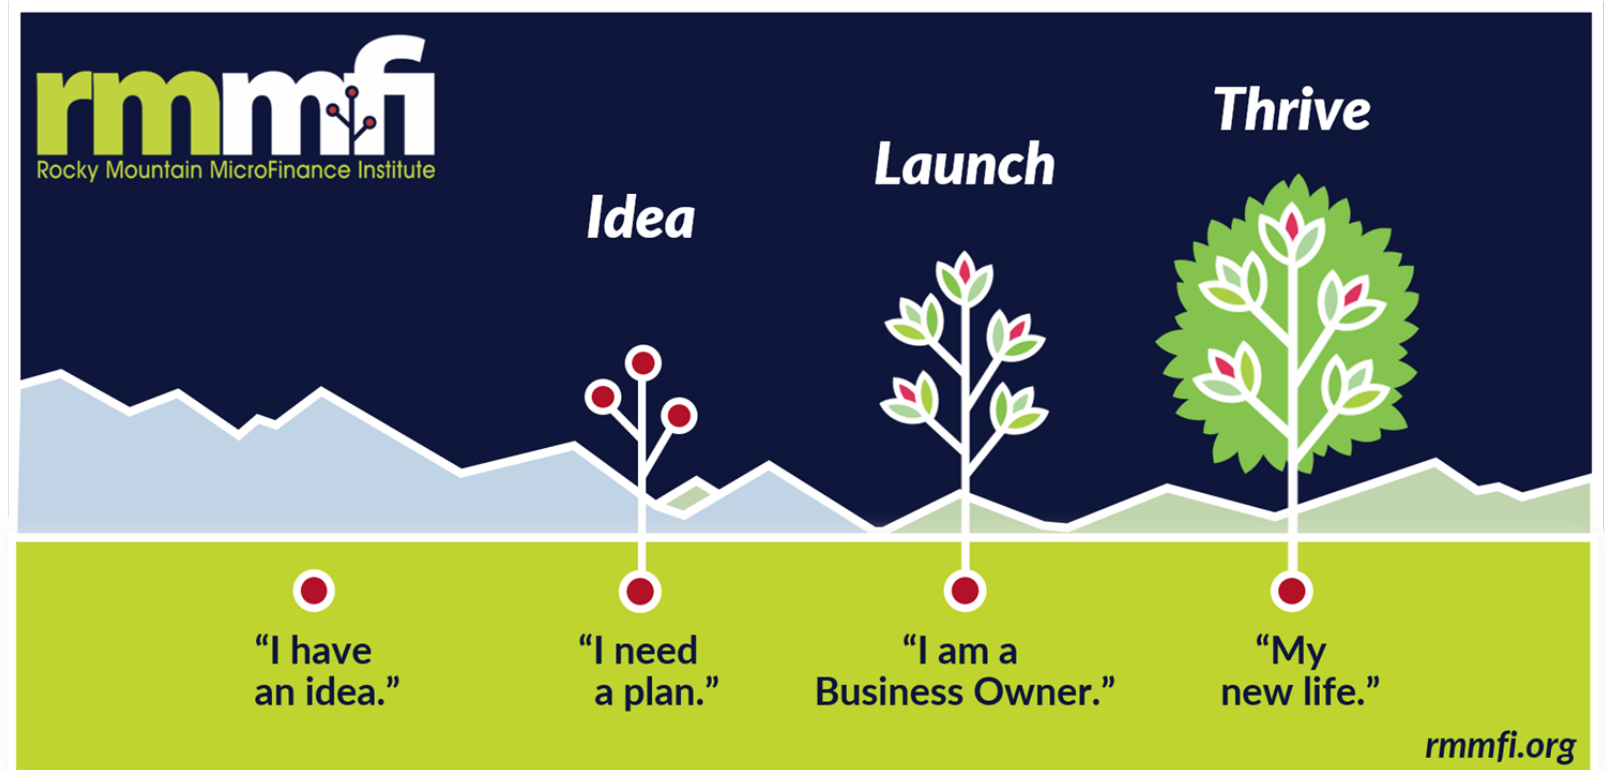 rmmfi
Rocky Mountain MicroFinance Institute
Idea
Launch
Thrive
“I have
an idea.”
“I need
a plan.”
“I am a
Business Owner.”
“My
new life.”
rmmfi.org